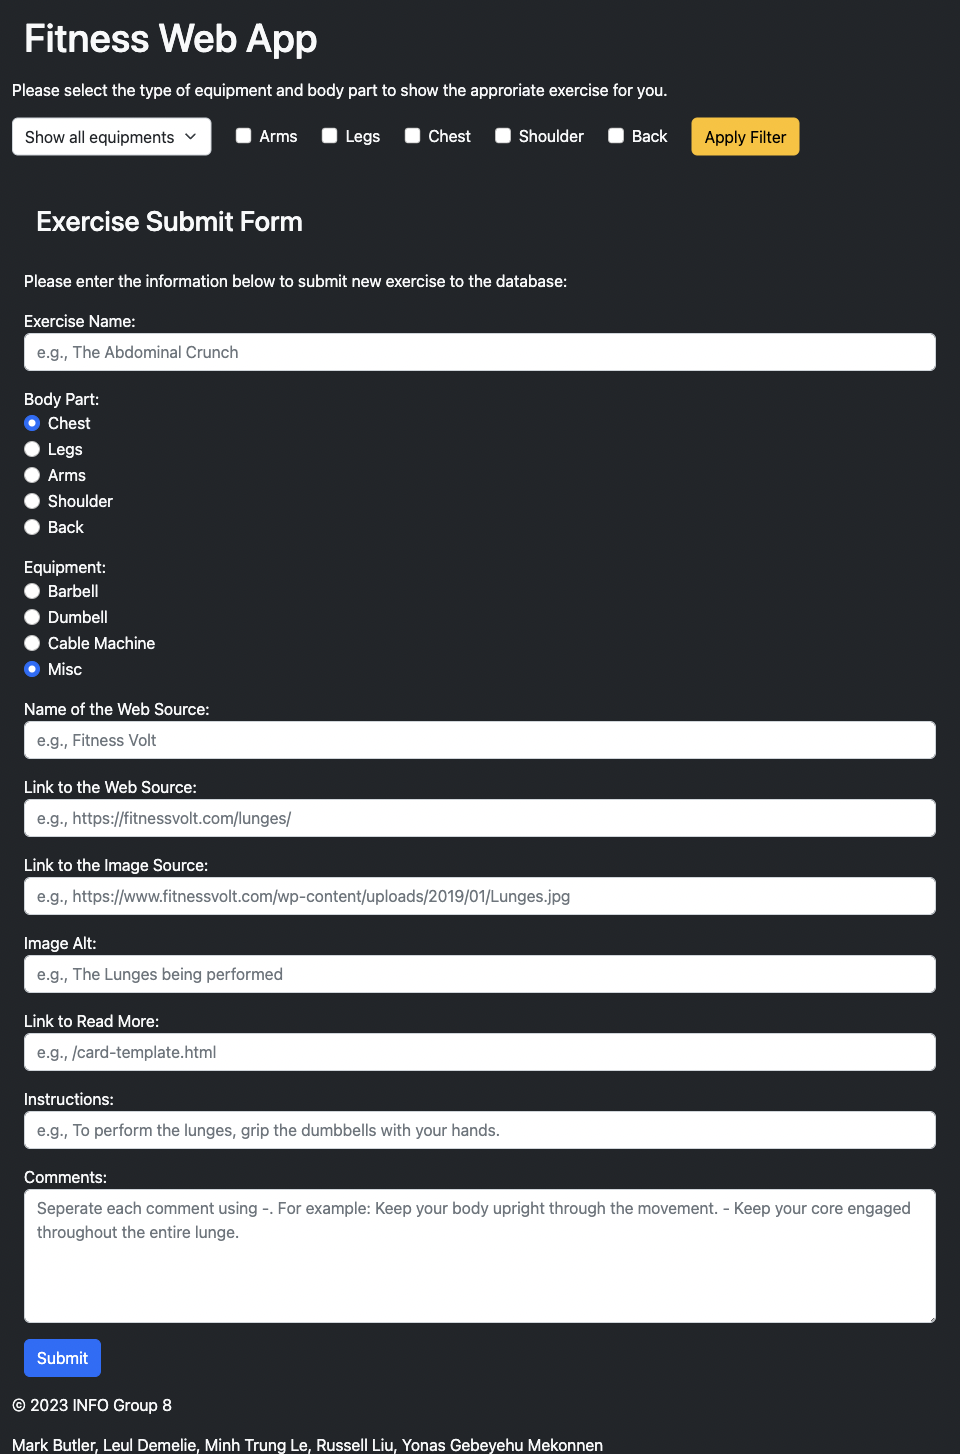 Fitness Web App
Please select the type of equipment and body part to show the approriate exercise for you.
Show all equipments Arms Legs Chest Shoulder Back Apply Filter
Exercise Submit Form
Please enter the information below to submit new exercise to the database:
Exercise Name:
e.g., The Abdominal Crunch
Body Part:
Chest
Legs
Arms
Shoulder
Back
Equipment:
Barbell
Dumbell
Cable Machine
Misc
Name of the Web Source:
e.g., Fitness Volt
Link to the Web Source:
e.g., https://fitnessvolt.com/lunges/
Link to the Image Source:
e.g., https://www.fitnessvolt.com/wp-content/uploads/2019/01/Lunges.jpg
Image Alt:
e.g., The Lunges being performed
Link to Read More:
e.g., /card-template.html
Instructions:
e.g., To perform the lunges, grip the dumbbells with your hands.
Comments:
Seperate each comment using -. For example: Keep your body upright through the movement. - Keep your core engaged
throughout the entire lunge.
Submit
© 2023 INFO Group 8
Mark Butler, Leul Demelie, Minh Trung Le, Russell Liu, Yonas Gebeyehu Mekonnen